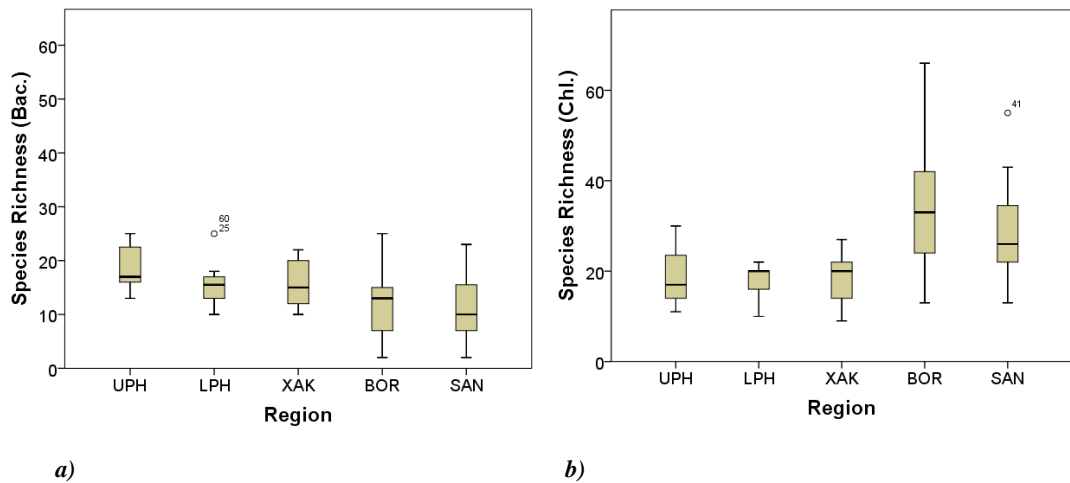 Species Richness (Bac.)
60
50
40
30
20
10
0
60
25
UPH LPH XAK BOR SAN
Region
a)
Species Richness (Chl.)
60
40
20
0
41
UPH LPH XAK BOR SAN
Region
b)